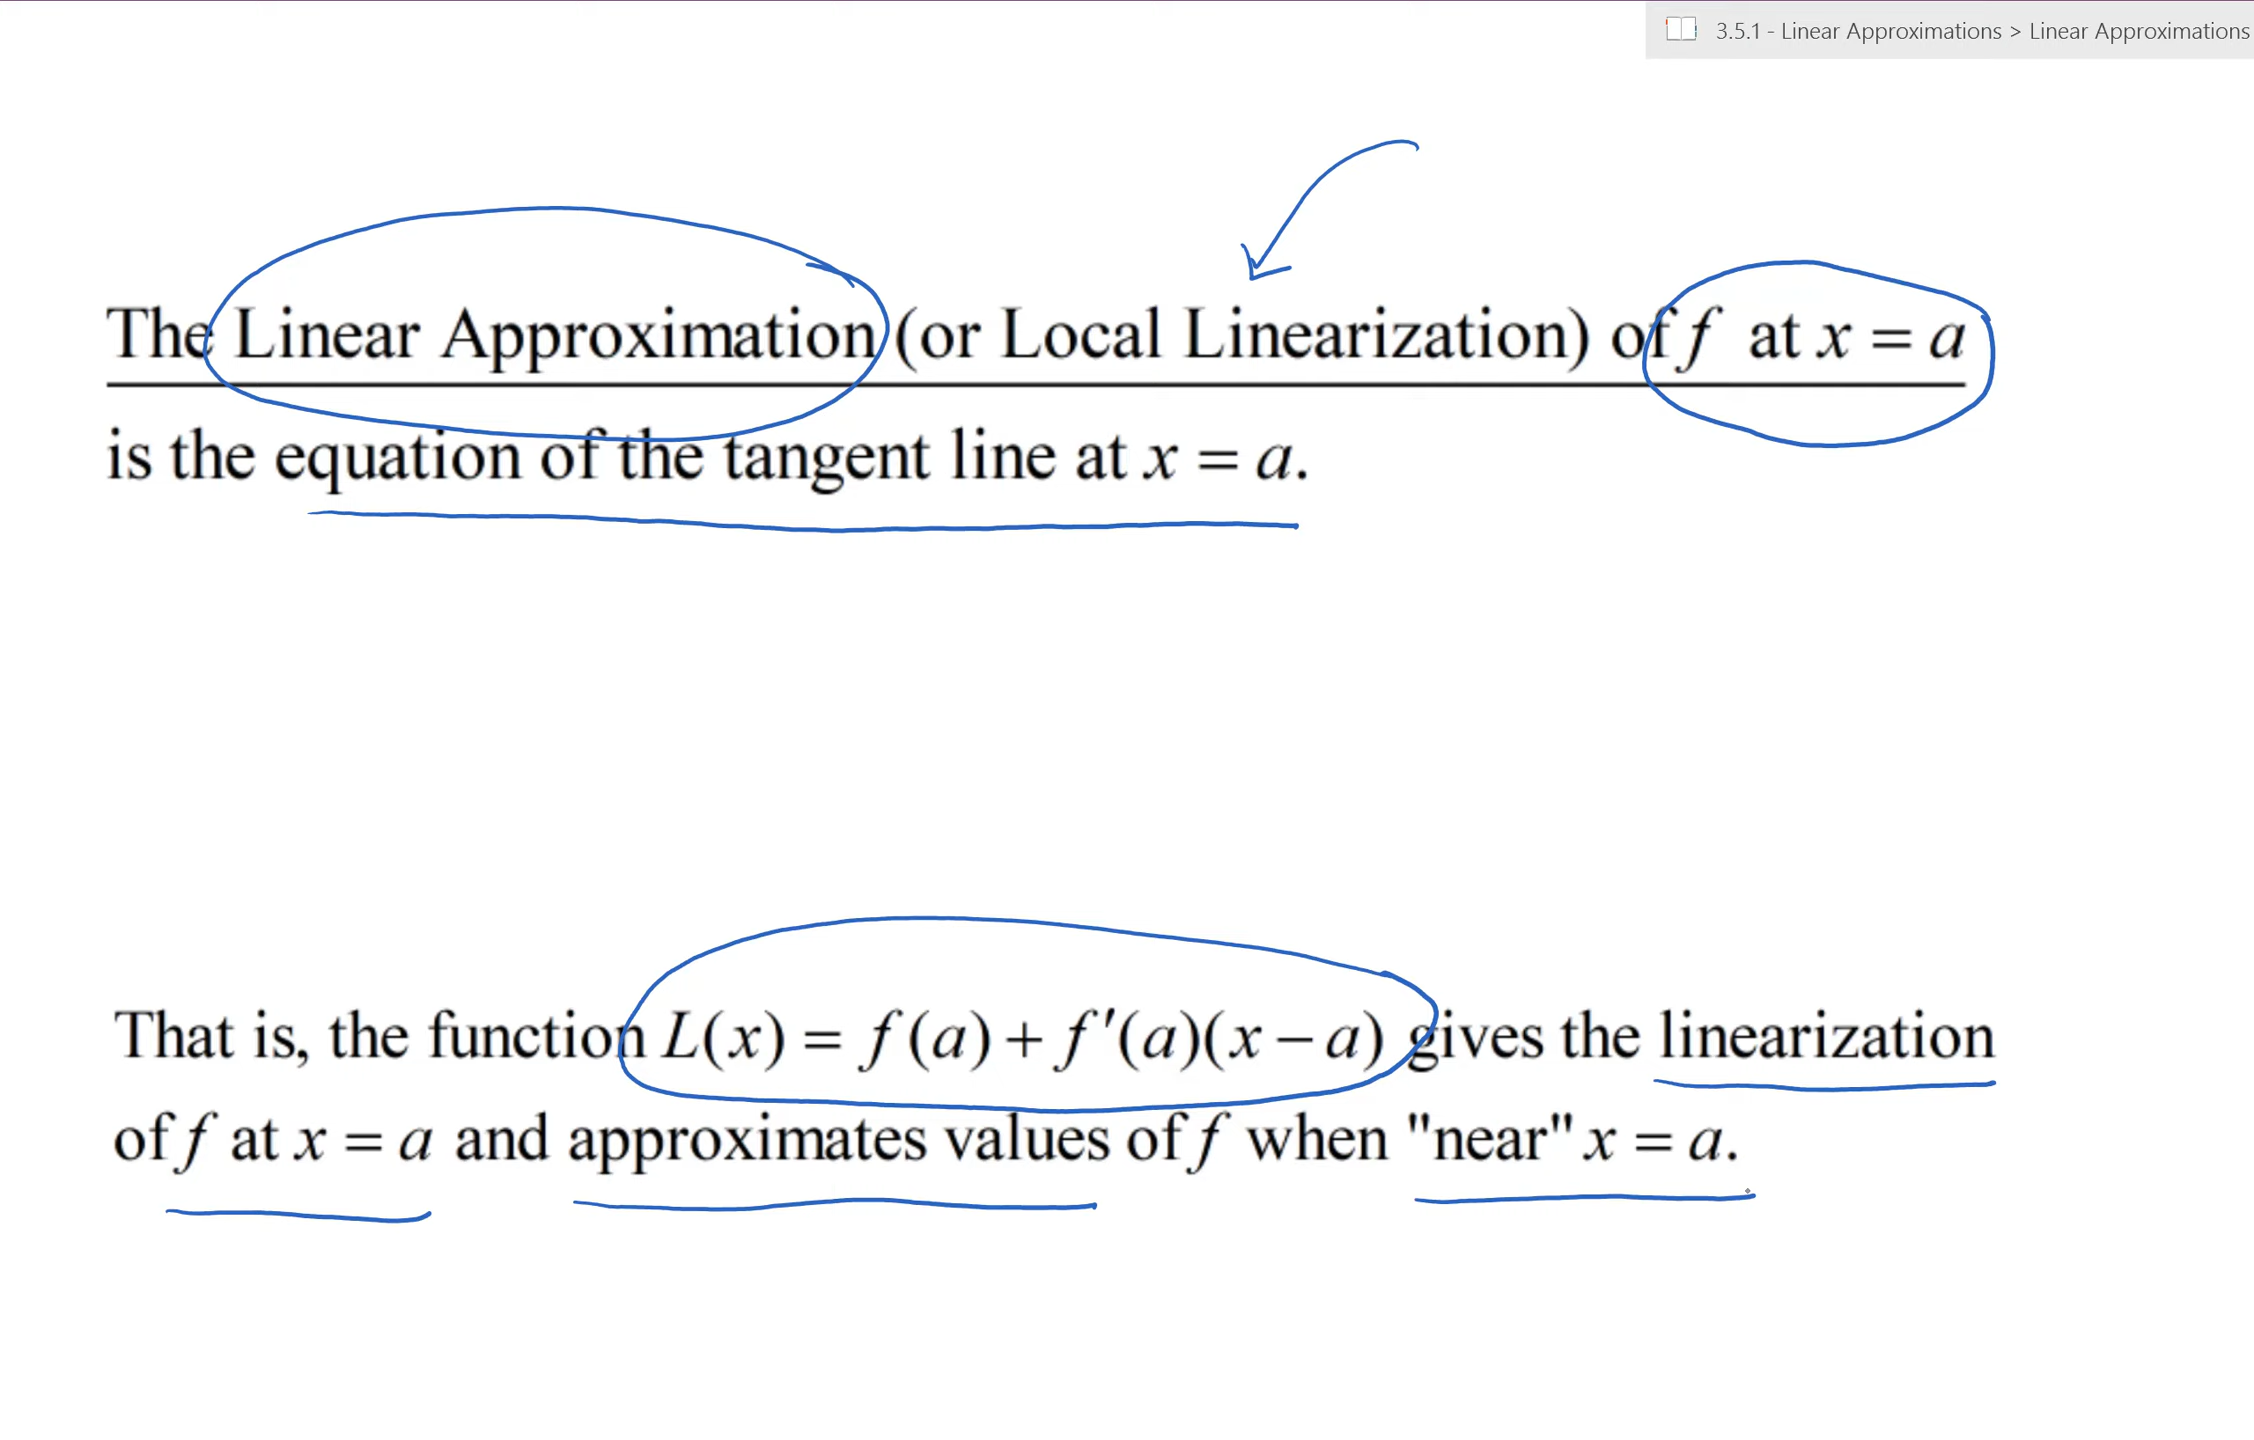 3.5.1 - Linear Approximations > Linear Approximations
The Linear Approximation (or Local Linearization) of f at x = a
is the equation of the tangent line at x = a.
That is, the function L(x) = f(a) + f'(a)(x − a) gives the linearization
of f at x = a and approximates values of f when "near" x = a.